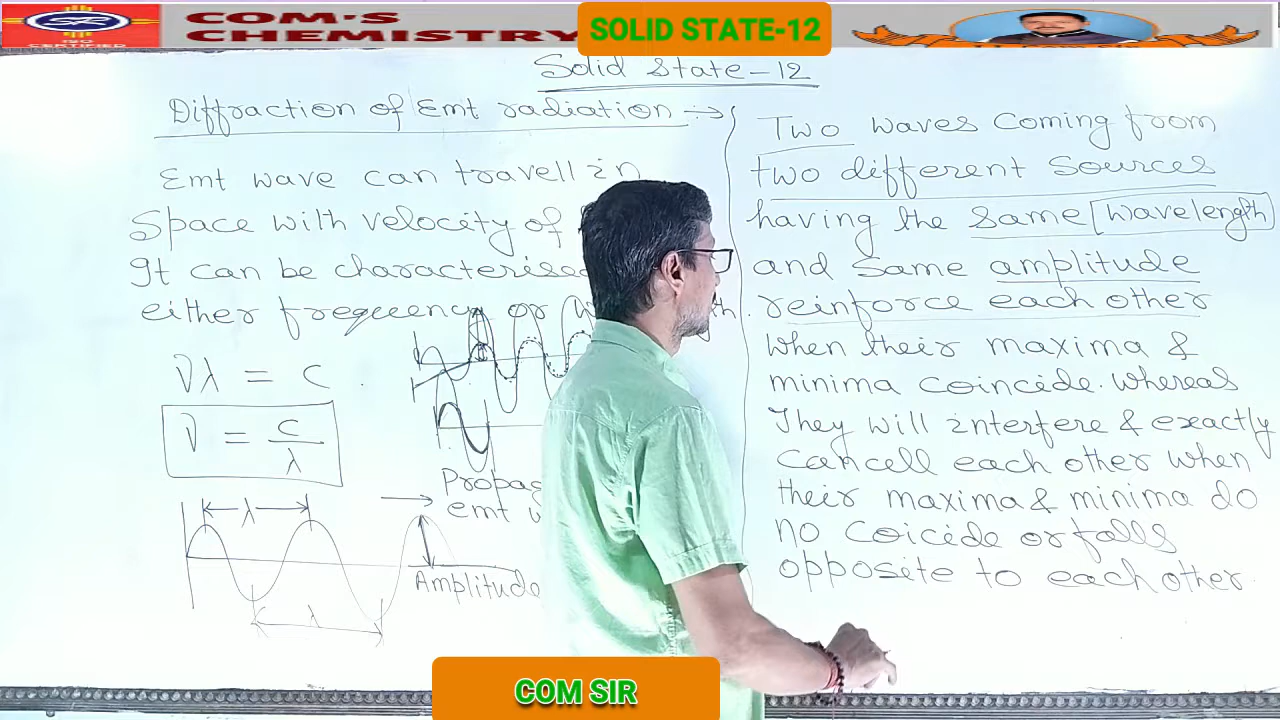 SR
ISO
CERTIFIED
COM'S
CHEMISTRY
SOLID STATE-12
Solid State-12
Diffraction of Emt radiation :→
Emt wave can travell in
Space with velocity of
It can be characterised
either frequency or
νλ = c
ν = c/λ
λ
λ
Amplitude
Propag
emt
Two waves coming from
two different sources
having the same wavelength
and same amplitude
reinforce each other
when their maxima &
minima coincide. whereas
They will interfere & exactly
cancell each other when
their maxima & minima do
no coicide or falls
opposite to each other
COM SIR